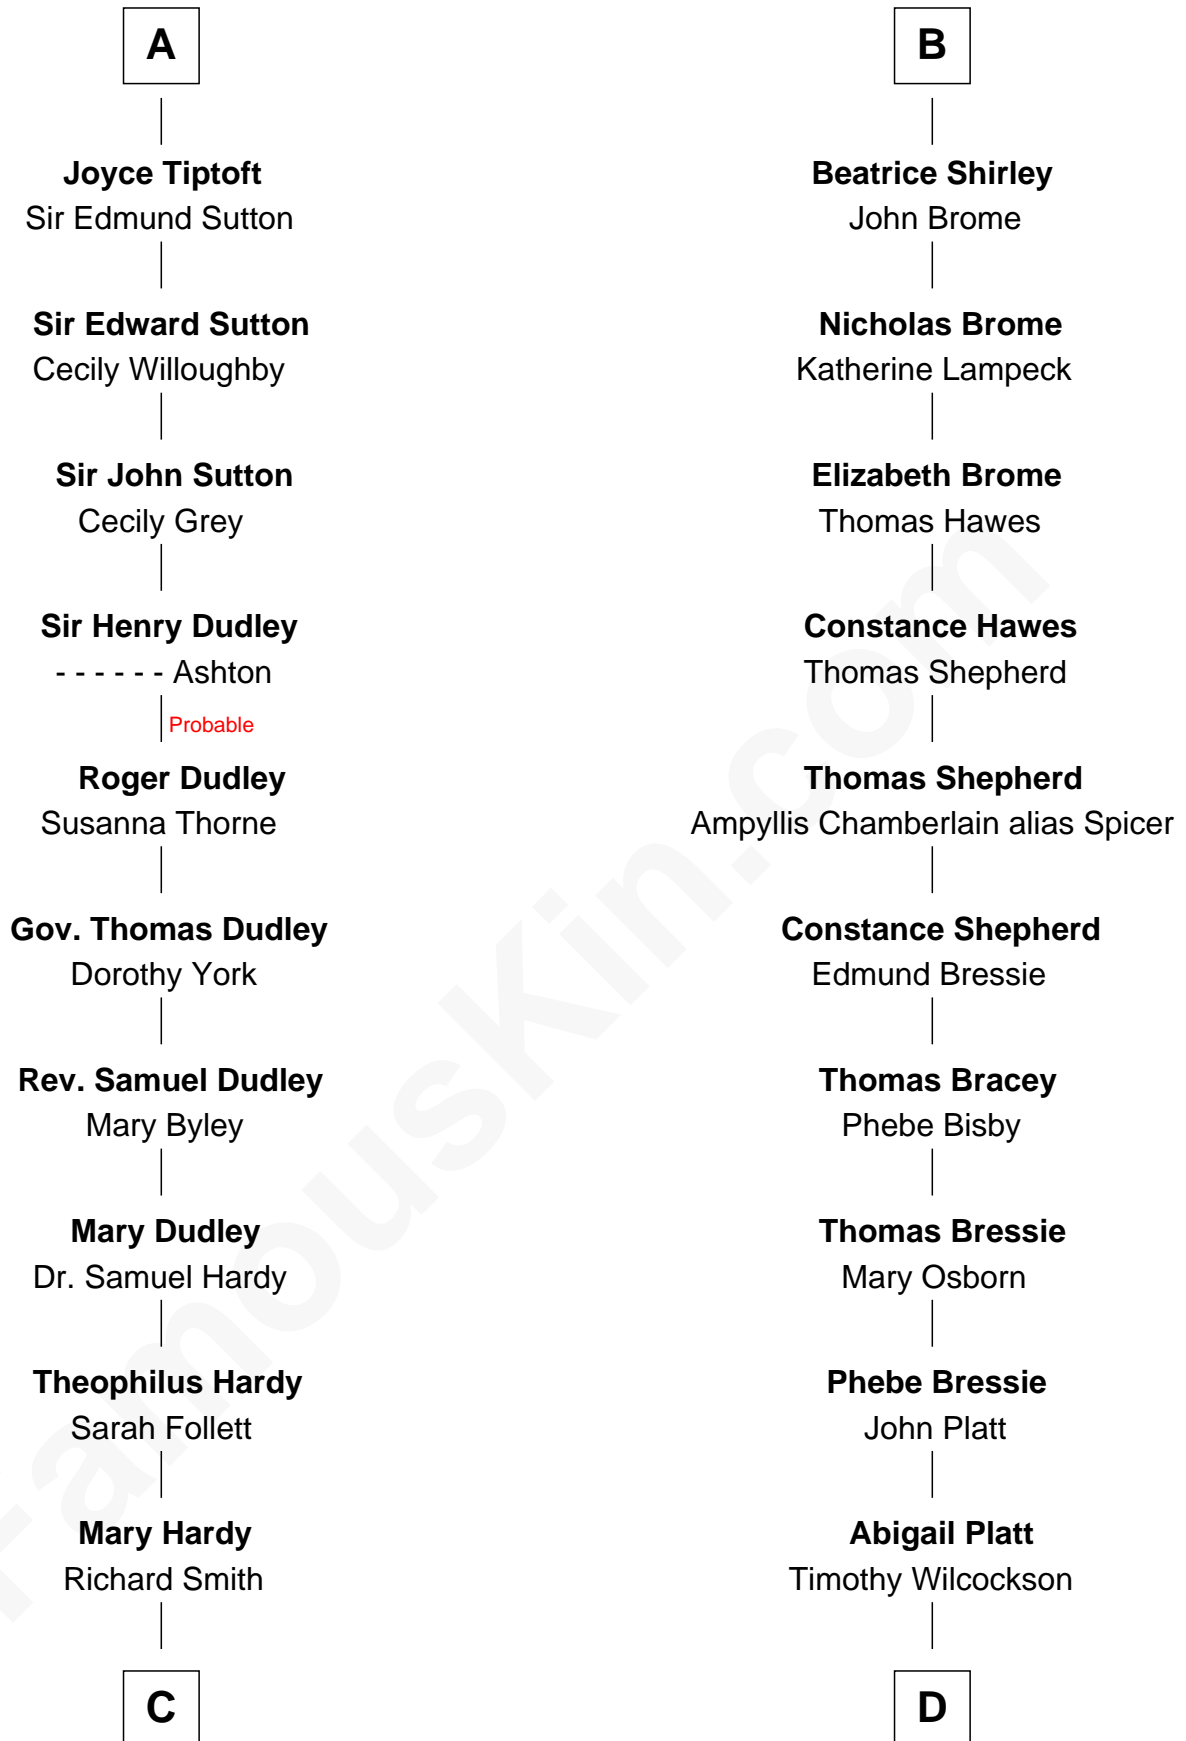 A
Joyce Tiptoft
Sir Edmund Sutton
Sir Edward Sutton
Cecily Willoughby
Sir John Sutton
Cecily Grey
Sir Henry Dudley
- - - - - - Ashton
Probable
Roger Dudley
Susanna Thorne
Gov. Thomas Dudley
Dorothy York
Rev. Samuel Dudley
Mary Byley
Mary Dudley
Dr. Samuel Hardy
Theophilus Hardy
Sarah Follett
Mary Hardy
Richard Smith
C
B
Beatrice Shirley
John Brome
Nicholas Brome
Katherine Lampeck
Elizabeth Brome
Thomas Hawes
Constance Hawes
Thomas Shepherd
Thomas Shepherd
Ampyllis Chamberlain alias Spicer
Constance Shepherd
Edmund Bressie
Thomas Bracey
Phebe Bisby
Thomas Bressie
Mary Osborn
Phebe Bressie
John Platt
Abigail Platt
Timothy Wilcockson
D
FamousKin.com